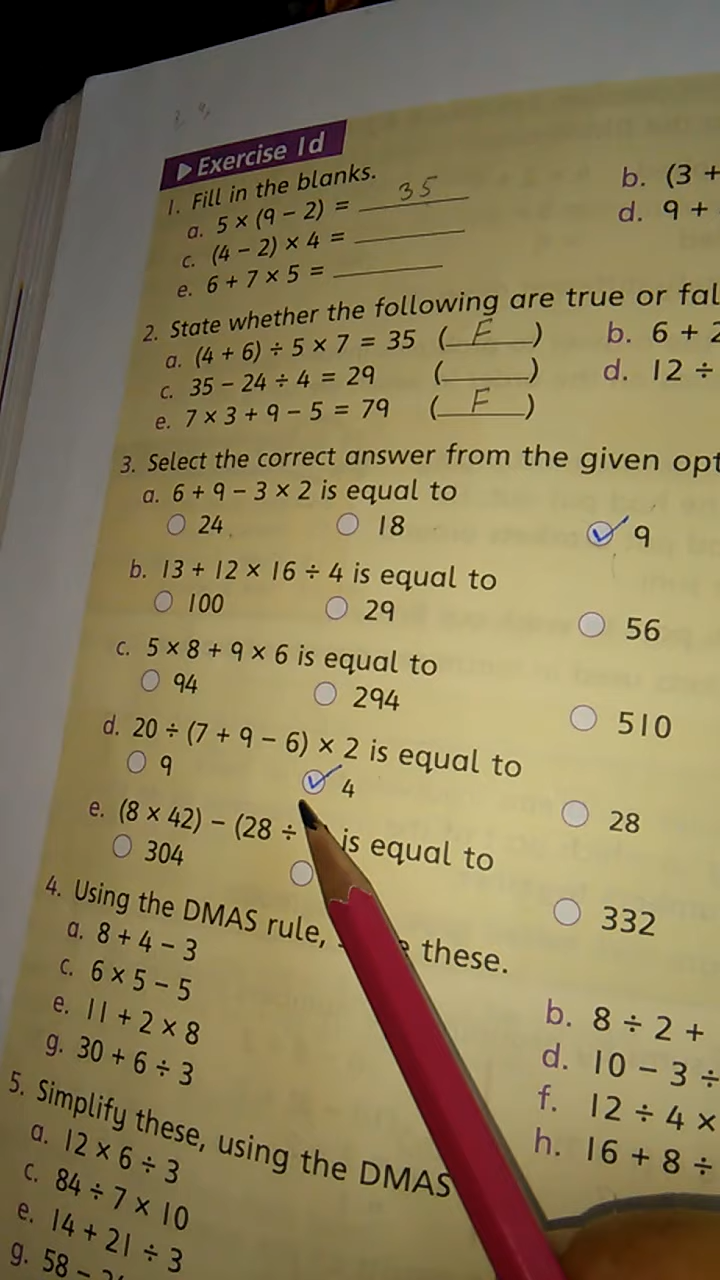 Exercise 1d
1. Fill in the blanks.
a. 5 × (9 − 2) = 35
b. (3 +
c. (4 − 2) × 4 =
d. 9 +
e. 6 + 7 × 5 =
2. State whether the following are true or fal
a. (4 + 6) ÷ 5 × 7 = 35 ( F )
b. 6 + 2
c. 35 − 24 ÷ 4 = 29 ( )
d. 12 ÷
e. 7 × 3 + 9 − 5 = 79 ( F )
3. Select the correct answer from the given opt
a. 6 + 9 − 3 × 2 is equal to
24 18 9
b. 13 + 12 × 16 ÷ 4 is equal to
100 29 56
c. 5 × 8 + 9 × 6 is equal to
94 294 510
d. 20 ÷ (7 + 9 − 6) × 2 is equal to
9 4 28
e. (8 × 42) − (28 ÷ is equal to
304 332
4. Using the DMAS rule, these.
a. 8 + 4 − 3
b. 8 ÷ 2 +
c. 6 × 5 − 5
d. 10 − 3 ÷
e. 11 + 2 × 8
f. 12 ÷ 4 ×
g. 30 + 6 ÷ 3
h. 16 + 8 ÷
5. Simplify these, using the DMAS
a. 12 × 6 ÷ 3
c. 84 ÷ 7 × 10
e. 14 + 21 ÷ 3
g. 58 −